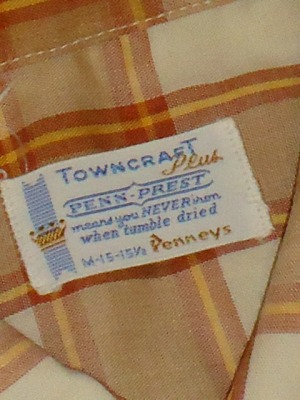 TOWNCRAFT Plus
PENN-PREST
means you NEVER iron
when tumble dried
M-15-15½ Penneys